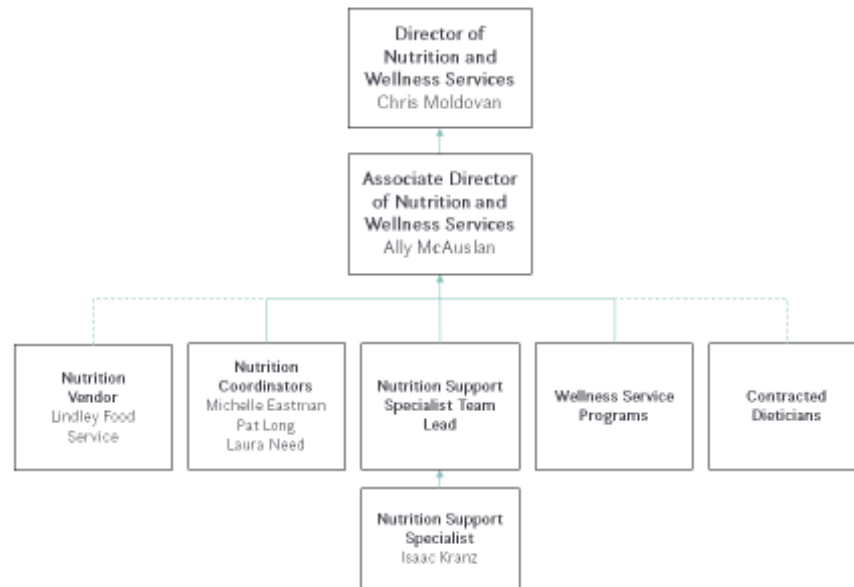 Director of
Nutrition and
Wellness Services
Chris Moldovan
Associate Director
of Nutrition and
Wellness Services
Ally McAuslan
Nutrition
Vendor
Lindley Food
Service
Nutrition
Coordinators
Michelle Eastman
Pat Long
Laura Need
Nutrition Support
Specialist Team
Lead
Wellness Service
Programs
Contracted
Dieticians
Nutrition Support
Specialist
Isaac Kranz